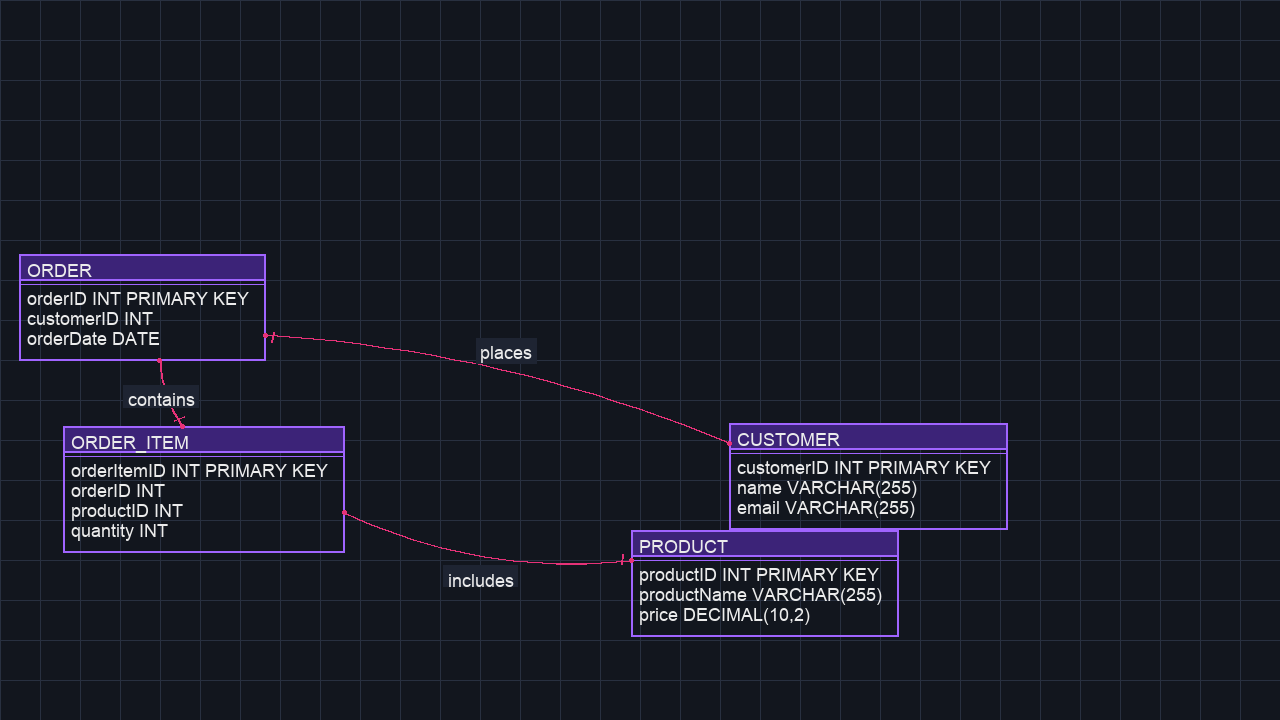 ORDER
orderID INT PRIMARY KEY
customerID INT
orderDate DATE
places
contains
ORDER_ITEM
orderItemID INT PRIMARY KEY
orderID INT
productID INT
quantity INT
CUSTOMER
customerID INT PRIMARY KEY
name VARCHAR(255)
email VARCHAR(255)
includes
PRODUCT
productID INT PRIMARY KEY
productName VARCHAR(255)
price DECIMAL(10,2)